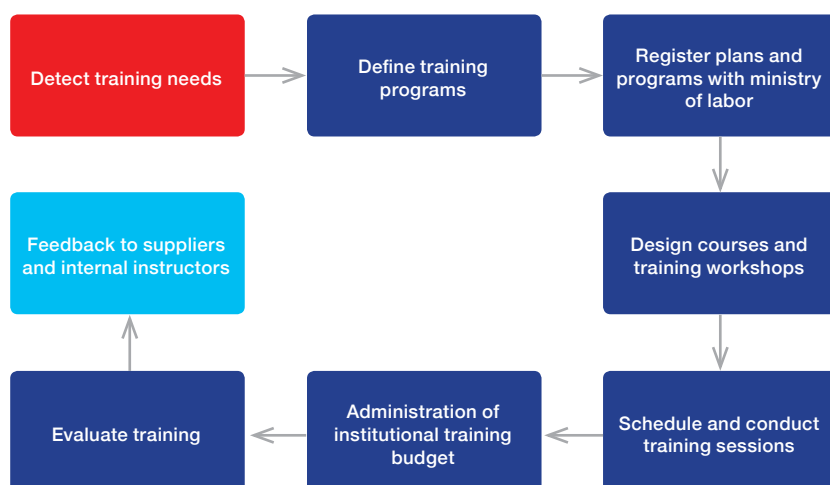 Detect training needs
Define training
programs
Register plans and
programs with ministry
of labor
Design courses and
training workshops
Schedule and conduct
training sessions
Administration of
institutional training
budget
Evaluate training
Feedback to suppliers
and internal instructors